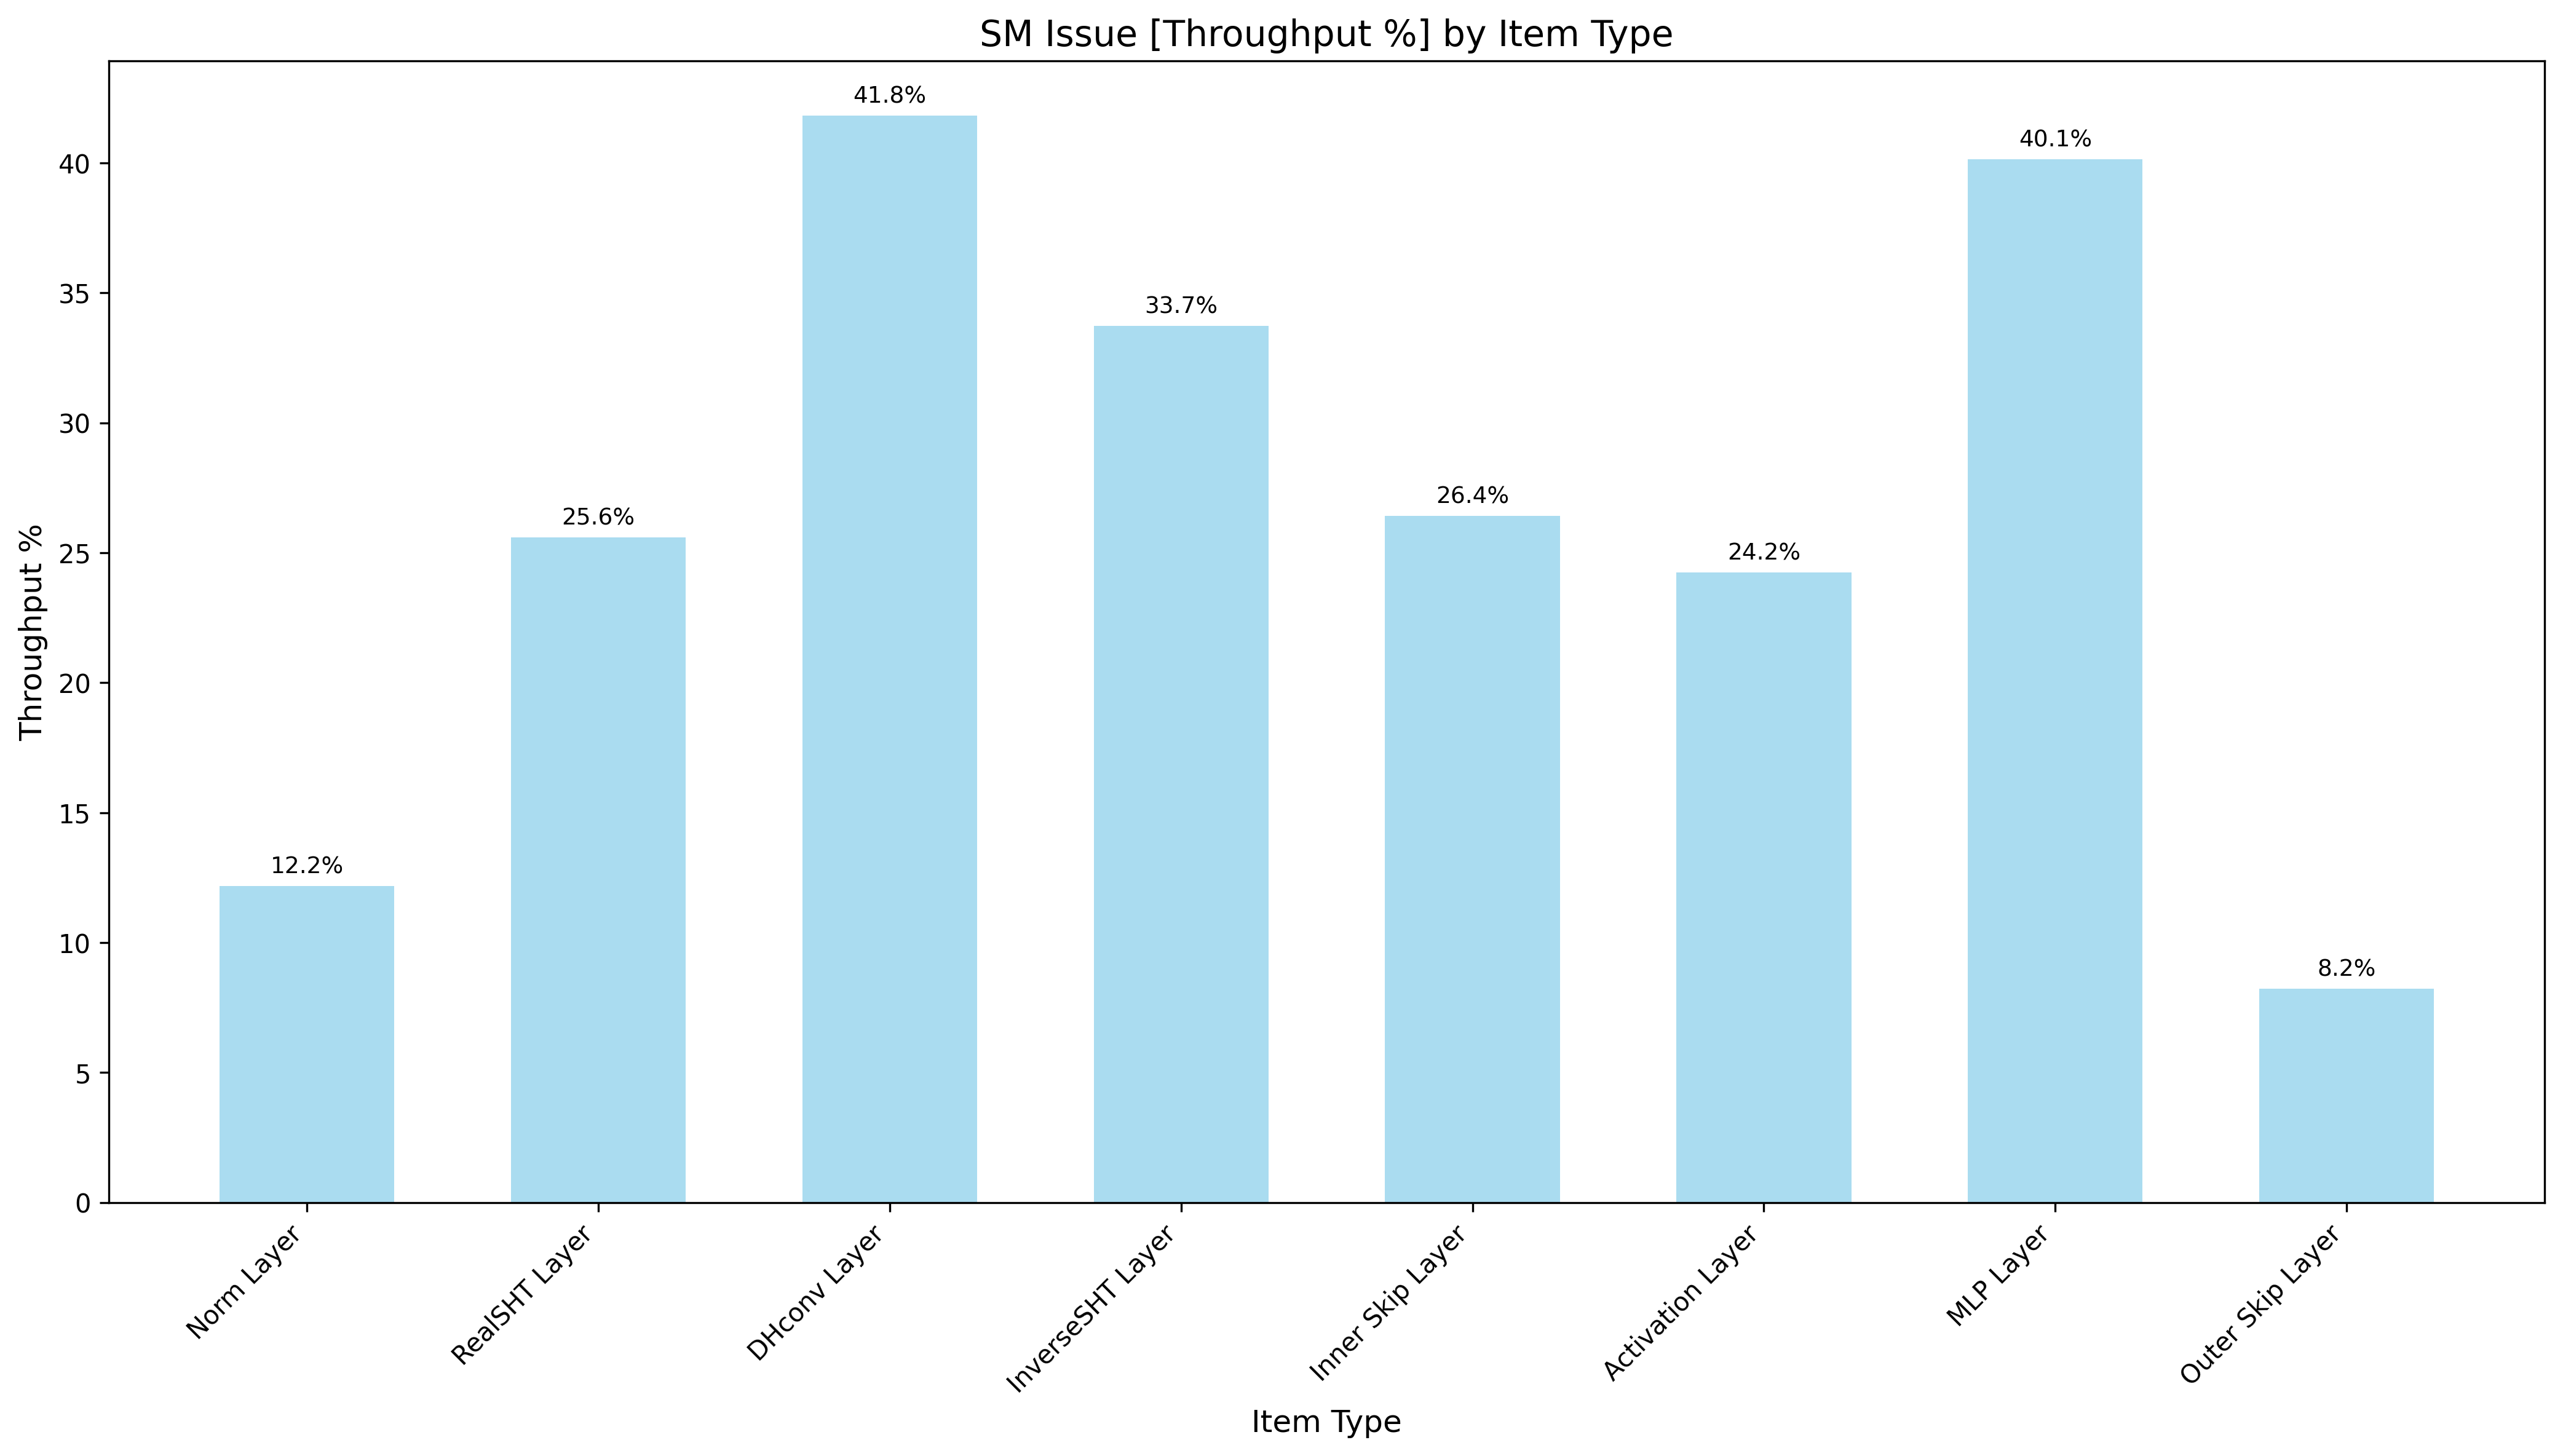 SM Issue [Throughput %] by Item Type
Throughput %
40
35
30
25
20
15
10
5
0
12.2%
25.6%
41.8%
33.7%
26.4%
24.2%
40.1%
8.2%
Norm Layer
RealSHT Layer
DHconv Layer
InverseSHT Layer
Inner Skip Layer
Activation Layer
MLP Layer
Outer Skip Layer
Item Type